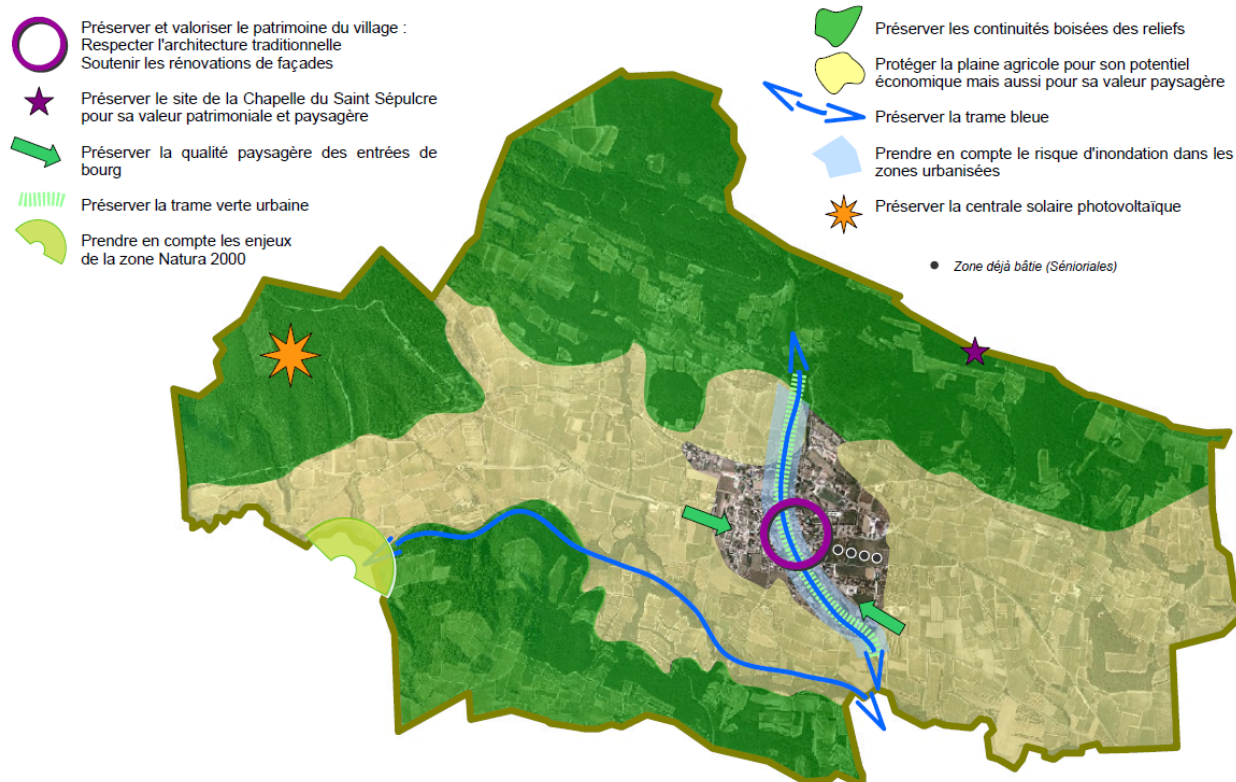 Préserver et valoriser le patrimoine du village :
Respecter l'architecture traditionnelle
Soutenir les rénovations de façades
Préserver le site de la Chapelle du Saint Sépulcre
pour sa valeur patrimoniale et paysagère
Préserver la qualité paysagère des entrées de
bourg
Préserver la trame verte urbaine
Prendre en compte les enjeux
de la zone Natura 2000
Préserver les continuités boisées des reliefs
Protéger la plaine agricole pour son potentiel
économique mais aussi pour sa valeur paysagère
Préserver la trame bleue
Prendre en compte le risque d'inondation dans les
zones urbanisées
Préserver la centrale solaire photovoltaïque
Zone déjà bâtie (Sénioriales)